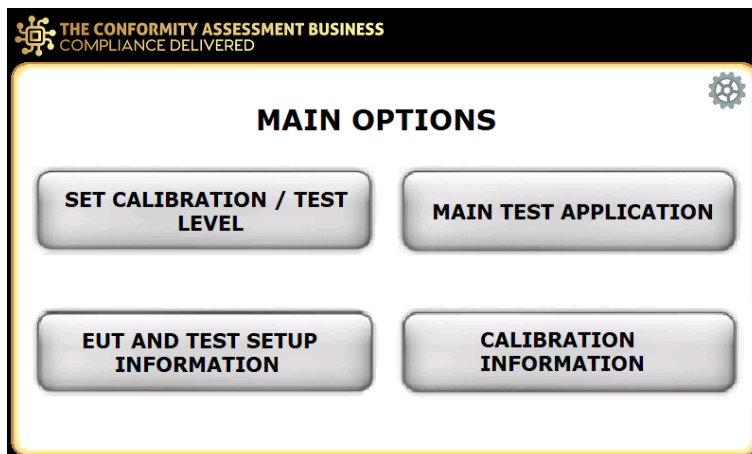 THE CONFORMITY ASSESSMENT BUSINESS
COMPLIANCE DELIVERED
MAIN OPTIONS
SET CALIBRATION / TEST
LEVEL
MAIN TEST APPLICATION
EUT AND TEST SETUP
INFORMATION
CALIBRATION
INFORMATION